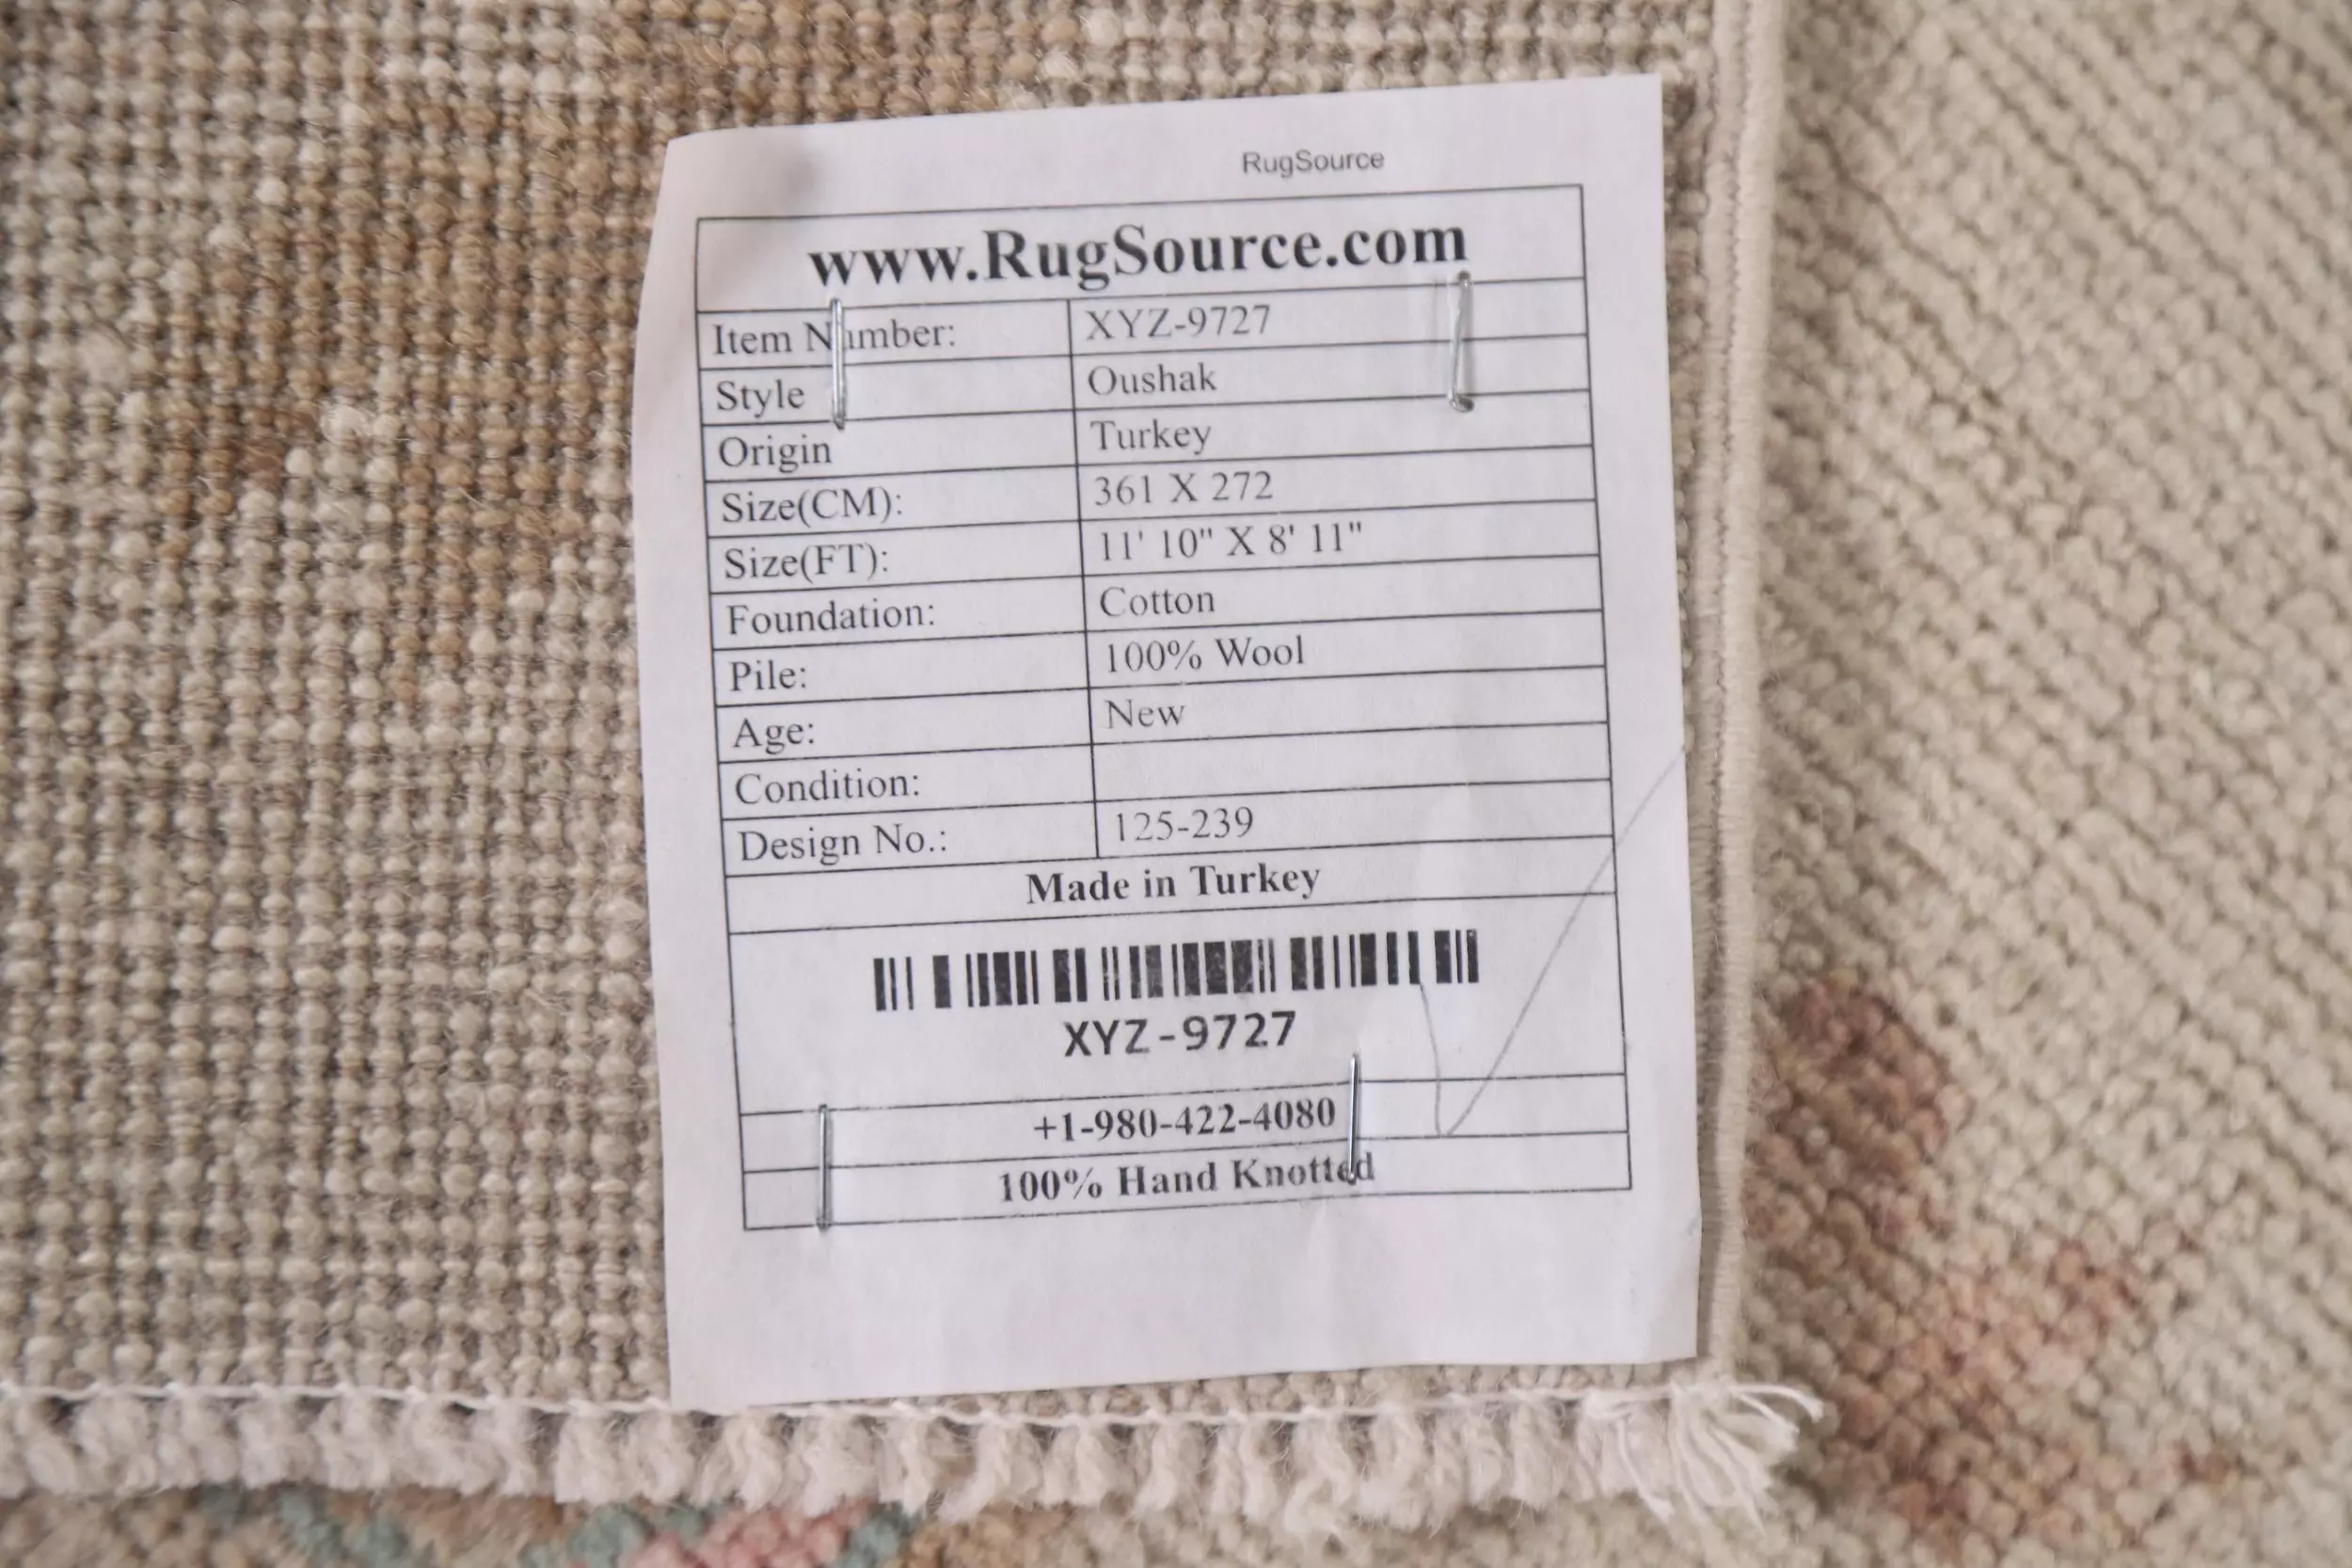 RugSource
www.RugSource.com
Item Number: XYZ-9727
Style Oushak
Origin Turkey
Size(CM): 361 X 272
Size(FT): 11' 10" X 8' 11"
Foundation: Cotton
Pile: 100% Wool
Age: New
Condition:
Design No.: 125-239
Made in Turkey
XYZ-9727
+1-980-422-4080
100% Hand Knotted